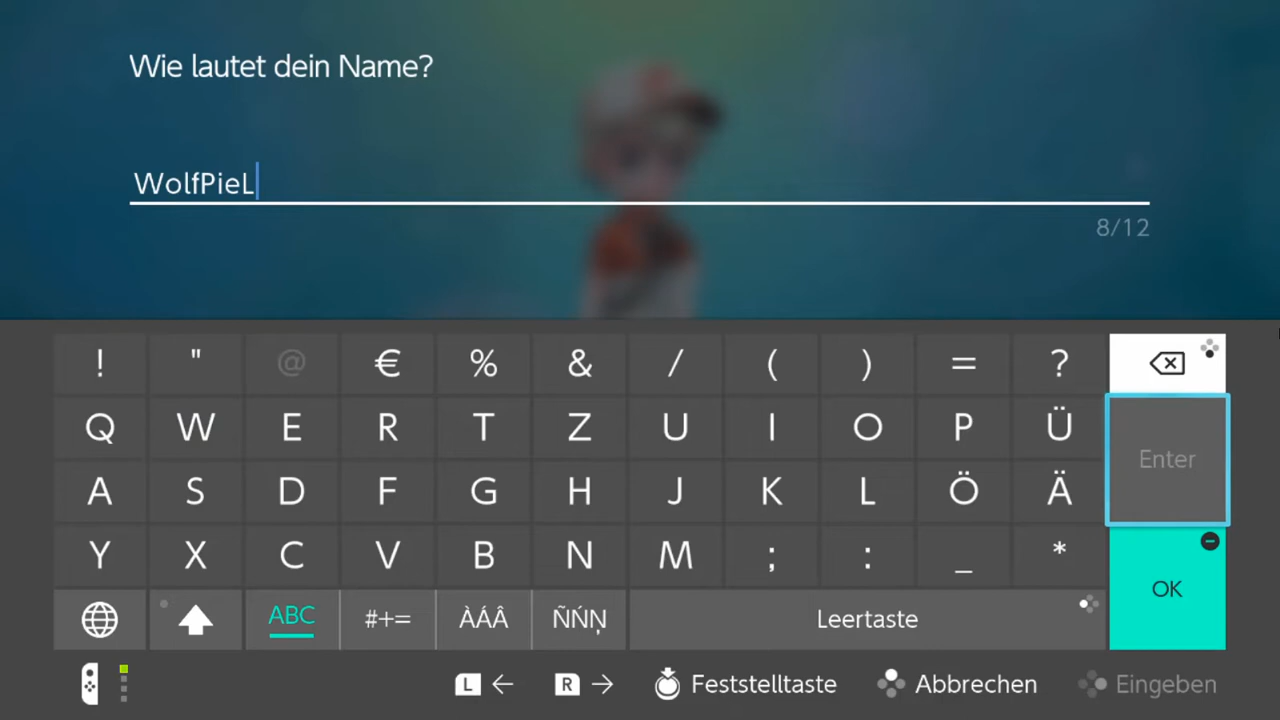 Wie lautet dein Name?
WolfPieL
8/12
! " @ € % & / ( ) = ?
Q W E R T Z U I O P Ü
Enter
A S D F G H J K L Ö Ä
Y X C V B N M ; : _ *
OK
ABC #+= ÀÁÂ ÑŃŅ Leertaste
L ← R → Feststelltaste Abbrechen Eingeben